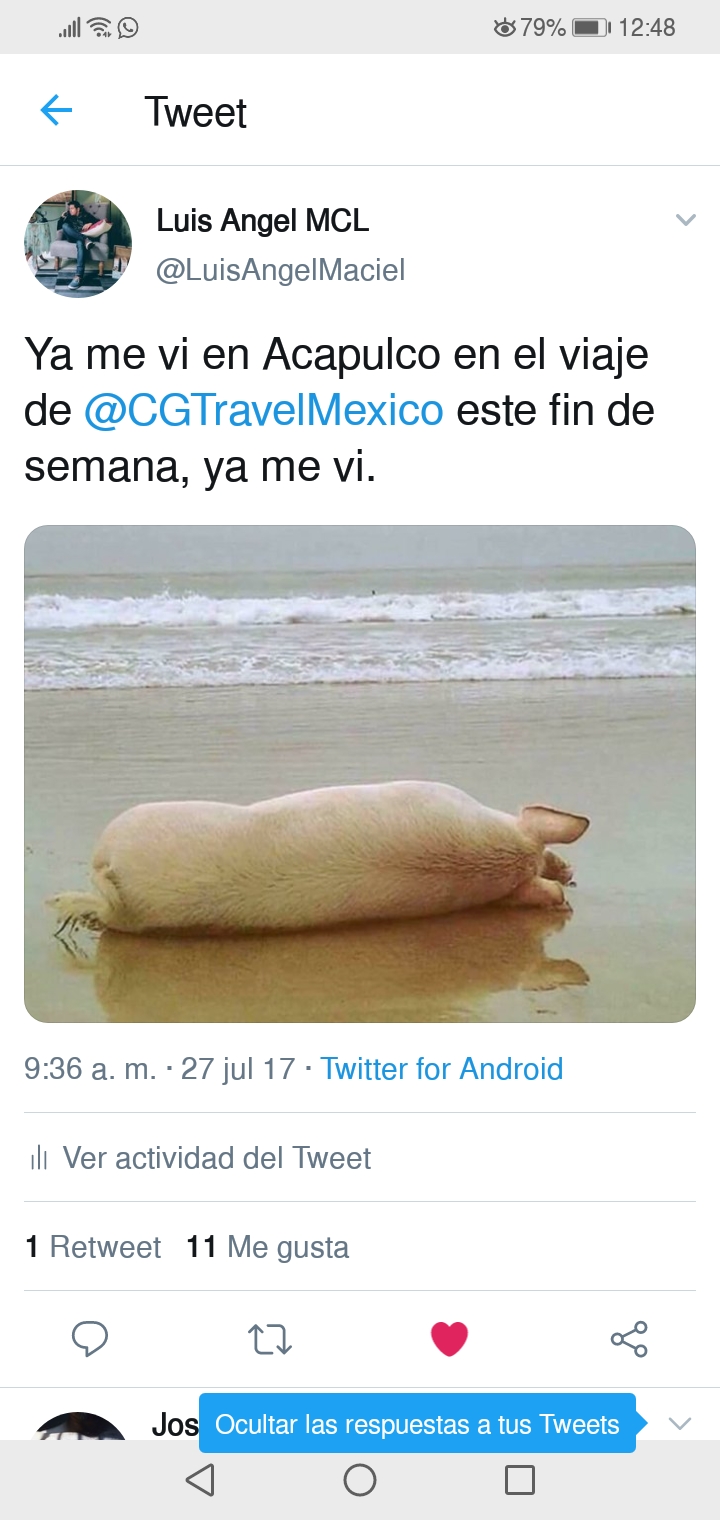 79% 12:48
Tweet
Luis Angel MCL
@LuisAngelMaciel
Ya me vi en Acapulco en el viaje
de @CGTravelMexico este fin de
semana, ya me vi.
9:36 a. m. · 27 jul 17 · Twitter for Android
Ver actividad del Tweet
1 Retweet 11 Me gusta
Jos
Ocultar las respuestas a tus Tweets